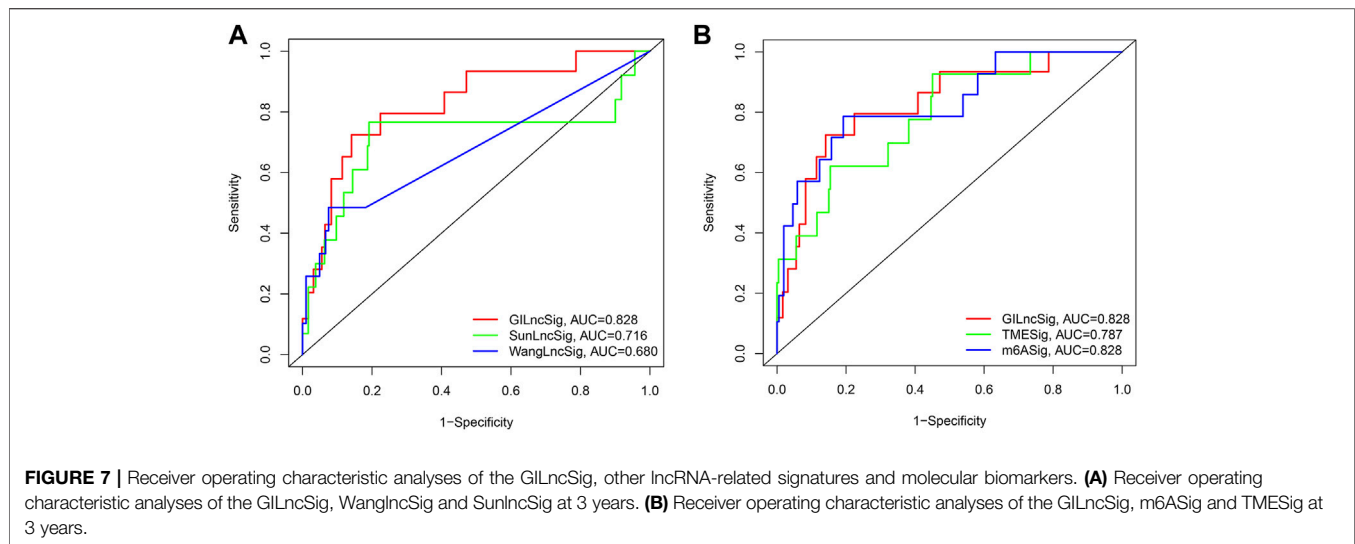 A
B
1.0
0.8
0.6
0.4
0.2
0.0
Sensitivity
GILncSig, AUC=0.828
SunLncSig, AUC=0.716
WangLncSig, AUC=0.680
0.0 0.2 0.4 0.6 0.8 1.0
1−Specificity
1.0
0.8
0.6
0.4
0.2
0.0
Sensitivity
GILncSig, AUC=0.828
TMESig, AUC=0.787
m6ASig, AUC=0.828
0.0 0.2 0.4 0.6 0.8 1.0
1−Specificity
FIGURE 7 | Receiver operating characteristic analyses of the GILncSig, other lncRNA-related signatures and molecular biomarkers. (A) Receiver operating
characteristic analyses of the GILncSig, WanglncSig and SunlncSig at 3 years. (B) Receiver operating characteristic analyses of the GILncSig, m6ASig and TMESig at
3 years.